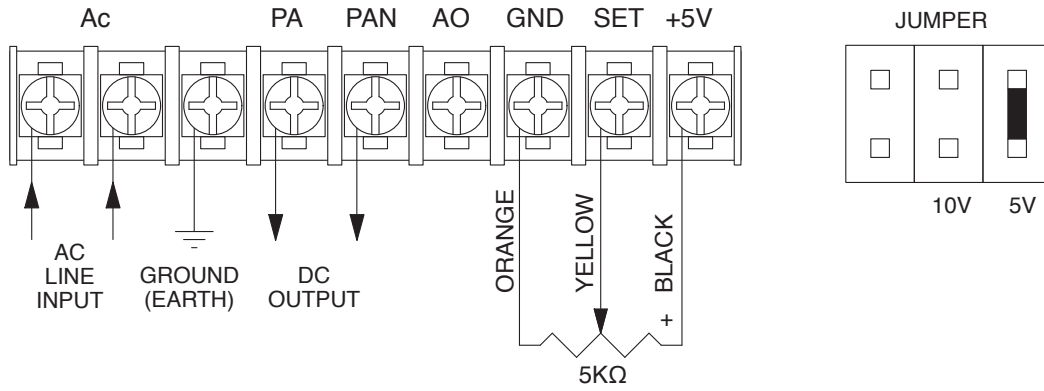 Ac PA PAN AO GND SET +5V
JUMPER
10V 5V
AC
LINE
INPUT
GROUND
(EARTH)
DC
OUTPUT
ORANGE
YELLOW
BLACK
+
5KΩ